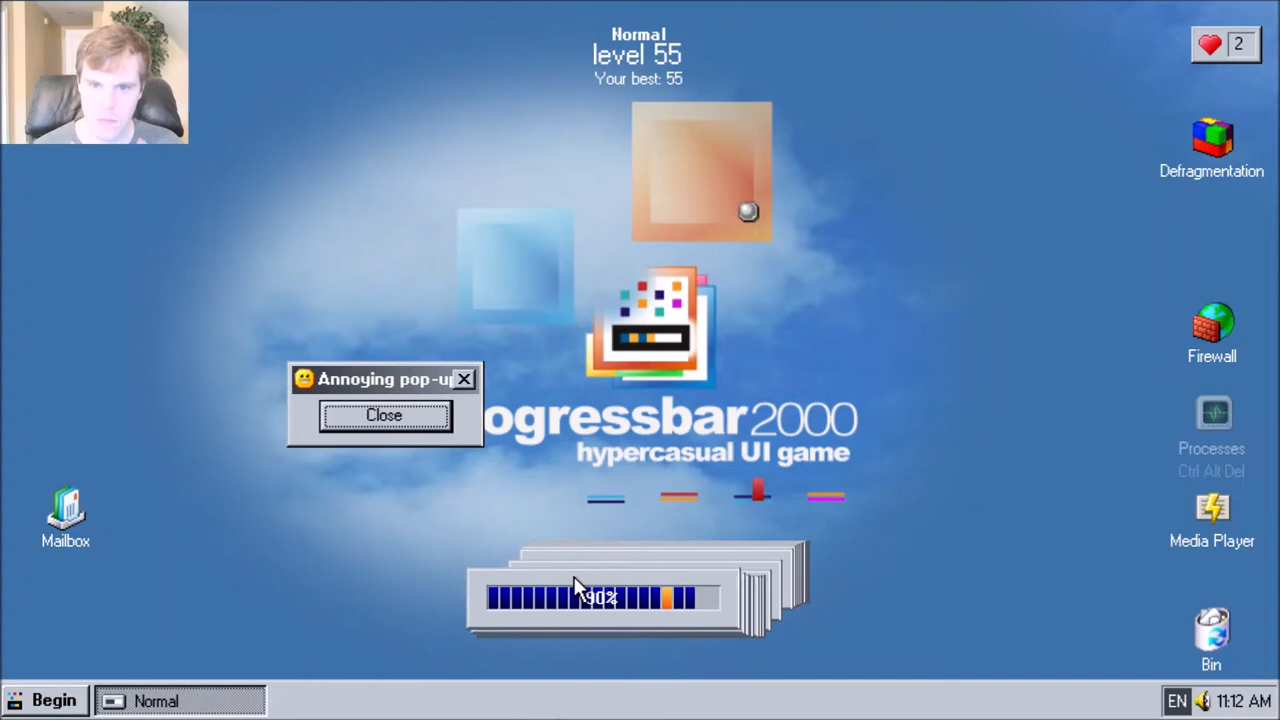 Normal
level 55
Your best: 55
2
Defragmentation
Firewall
Annoying pop-u
Close
ogressbar2000
hypercasual UI game
Processes
Ctrl Alt Del
Mailbox
Media Player
90%
Bin
Begin
Normal
EN
11:12 AM